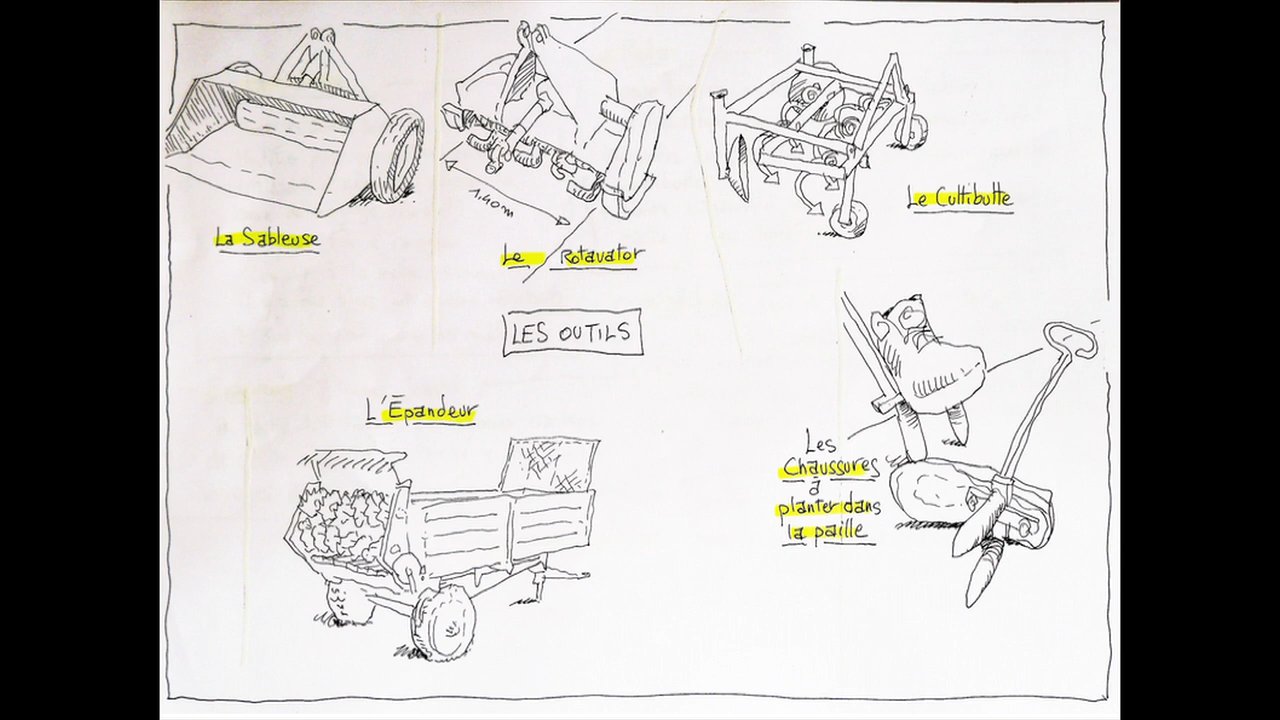 La Sableuse
1,40m
Le Rotavator
Le Cultibutte
LES OUTILS
L'Épandeur
Les
Chaussures
à
planter dans
la paille